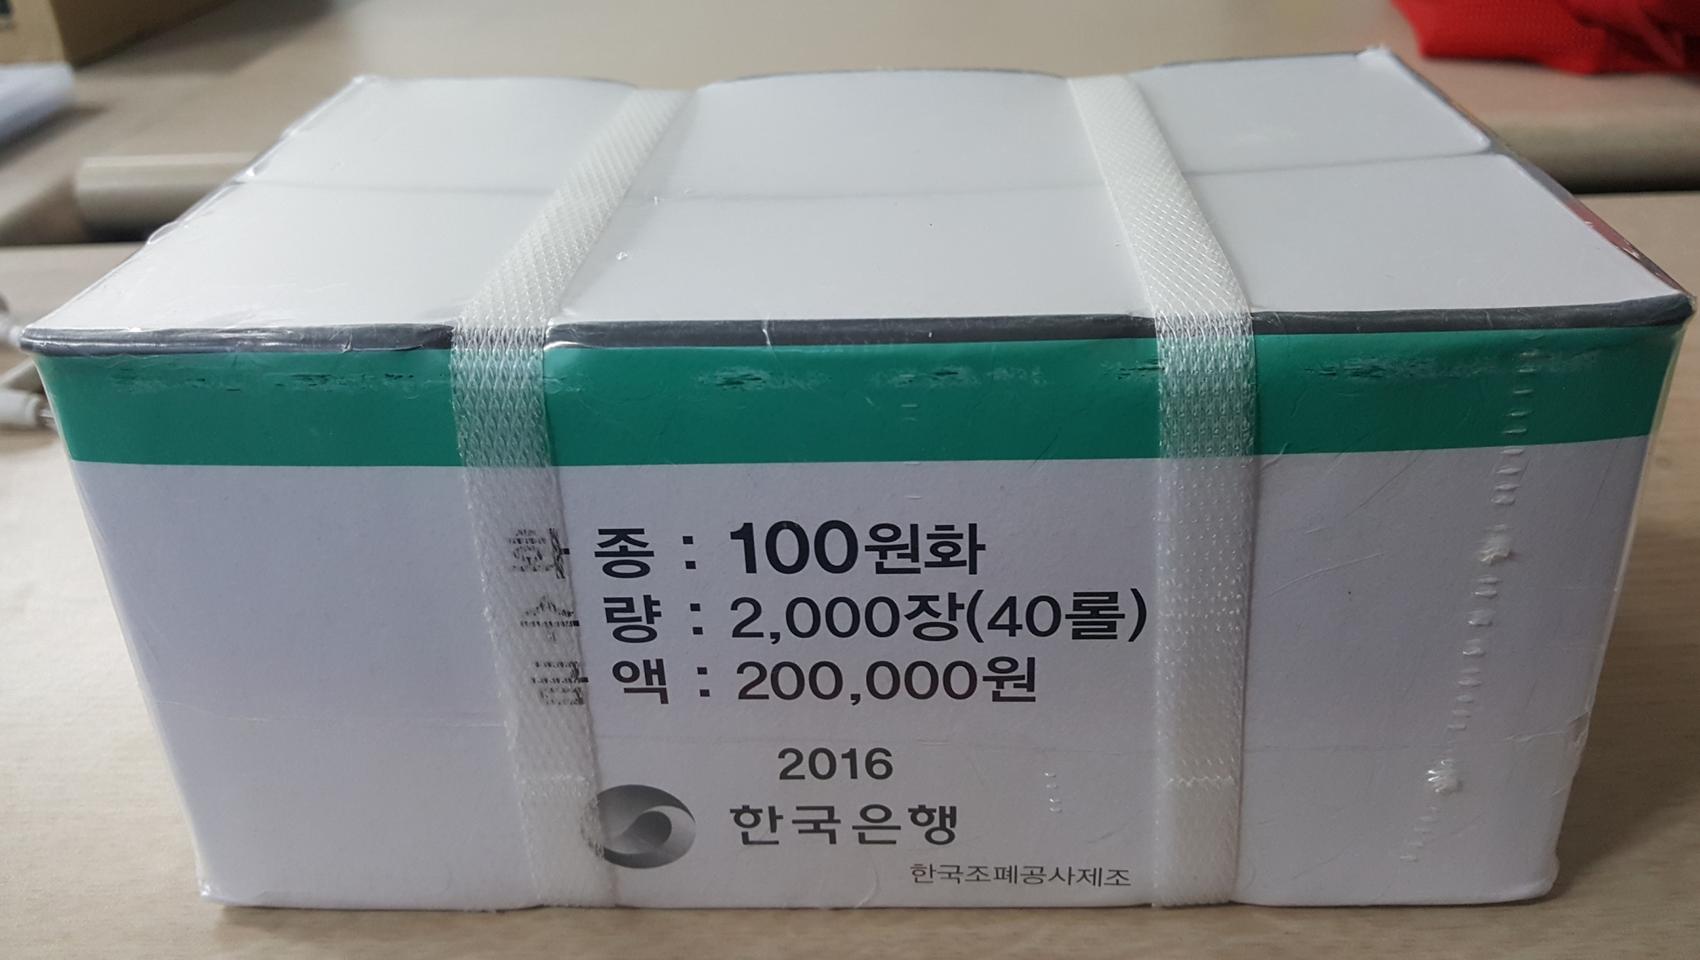 화 종 : 100원화
수 량 : 2,000장(40롤)
금 액 : 200,000원
2016
한국은행
한국조폐공사제조